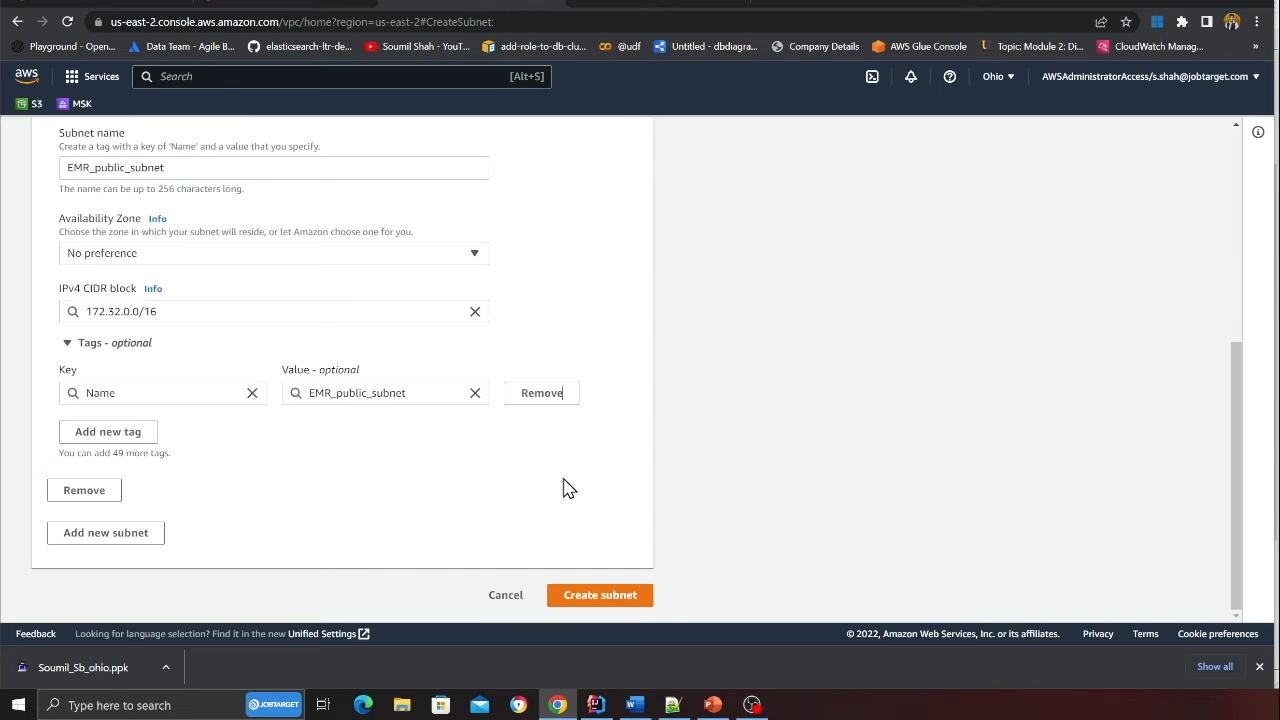 us-east-2.console.aws.amazon.com/vpc/home?region=us-east-2#CreateSubnet:
Playground - Open... Data Team - Agile B... elasticsearch-ltr-de... Soumil Shah - YouT... add-role-to-db-clu... @udf Untitled - dbdiagra... Company Details AWS Glue Console Topic: Module 2: Di... CloudWatch Manag... »
aws Services Search [Alt+S] Ohio AWSAdministratorAccess/s.shah@jobtarget.com
S3 MSK
Subnet name
Create a tag with a key of 'Name' and a value that you specify.
EMR_public_subnet
The name can be up to 256 characters long.
Availability Zone Info
Choose the zone in which your subnet will reside, or let Amazon choose one for you.
No preference
IPv4 CIDR block Info
172.32.0.0/16
Tags - optional
Key Value - optional
Name EMR_public_subnet Remove
Add new tag
You can add 49 more tags.
Remove
Add new subnet
Cancel Create subnet
Feedback Looking for language selection? Find it in the new Unified Settings © 2022, Amazon Web Services, Inc. or its affiliates. Privacy Terms Cookie preferences
Soumil_Sb_ohio.ppk Show all
Type here to search JOBTARGET